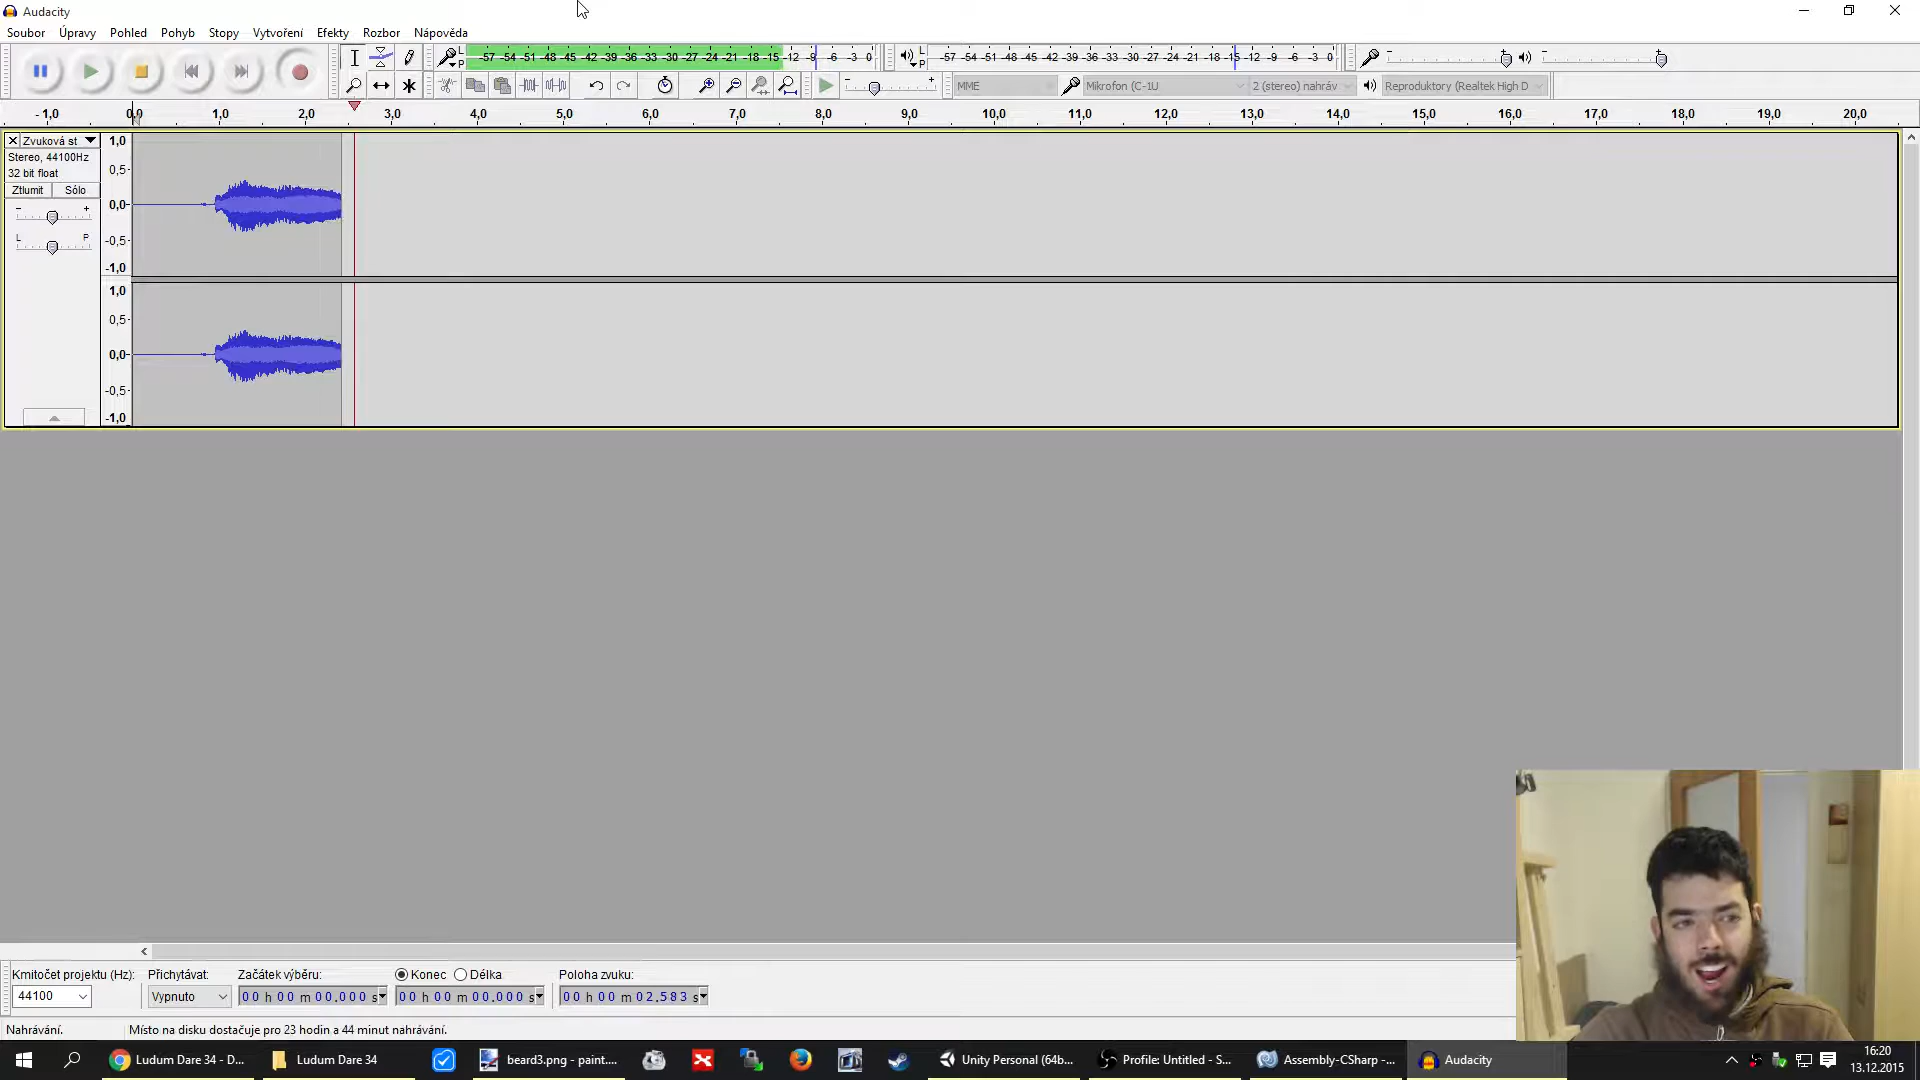 Audacity
Soubor Úpravy Pohled Pohyb Stopy Vytvoření Efekty Rozbor Nápověda
L P -57 -54 -51 -48 -45 -42 -39 -36 -33 -30 -27 -24 -21 -18 -15 -12 -9 -6 -3 0 L P -57 -54 -51 -48 -45 -42 -39 -36 -33 -30 -27 -24 -21 -18 -15 -12 -9 -6 -3 0
MME Mikrofon (C-1U 2 (stereo) nahráv Reproduktory (Realtek High D
- 1,0 0,0 1,0 2,0 3,0 4,0 5,0 6,0 7,0 8,0 9,0 10,0 11,0 12,0 13,0 14,0 15,0 16,0 17,0 18,0 19,0 20,0
Zvuková st 1,0
Stereo, 44100Hz
32 bit float 0,5
Ztlumit Sólo
- + 0,0
L P -0,5
-1,0
1,0
0,5
0,0
-0,5
-1,0
Kmitočet projektu (Hz): Přichytávat: Začátek výběru: Konec Délka Poloha zvuku:
44100 Vypnuto 00 h 00 m 00.000 s 00 h 00 m 00.000 s 00 h 00 m 02.583 s
Nahrávání. Místo na disku dostačuje pro 23 hodin a 44 minut nahrávání.
Ludum Dare 34 - D... Ludum Dare 34 beard3.png - paint.... Unity Personal (64b... Profile: Untitled - S... Assembly-CSharp -... Audacity
16:20
13.12.2015